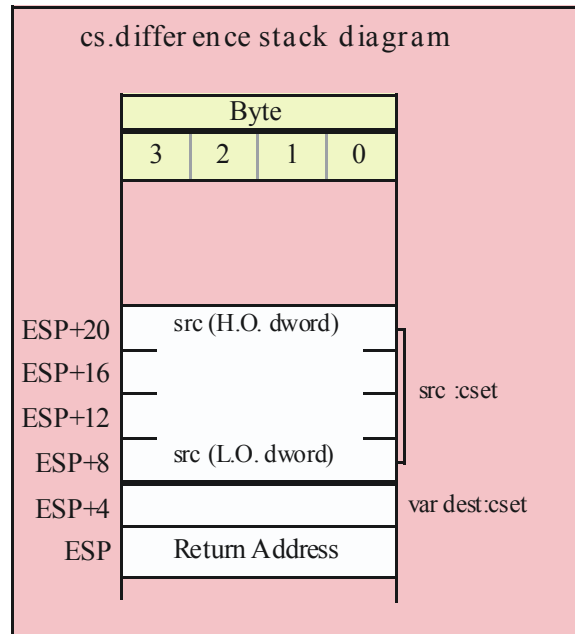 cs.difference stack diagram
Byte
3 2 1 0
ESP+20 src (H.O. dword)
ESP+16
src :cset
ESP+12
ESP+8 src (L.O. dword)
ESP+4 var dest:cset
ESP Return Address